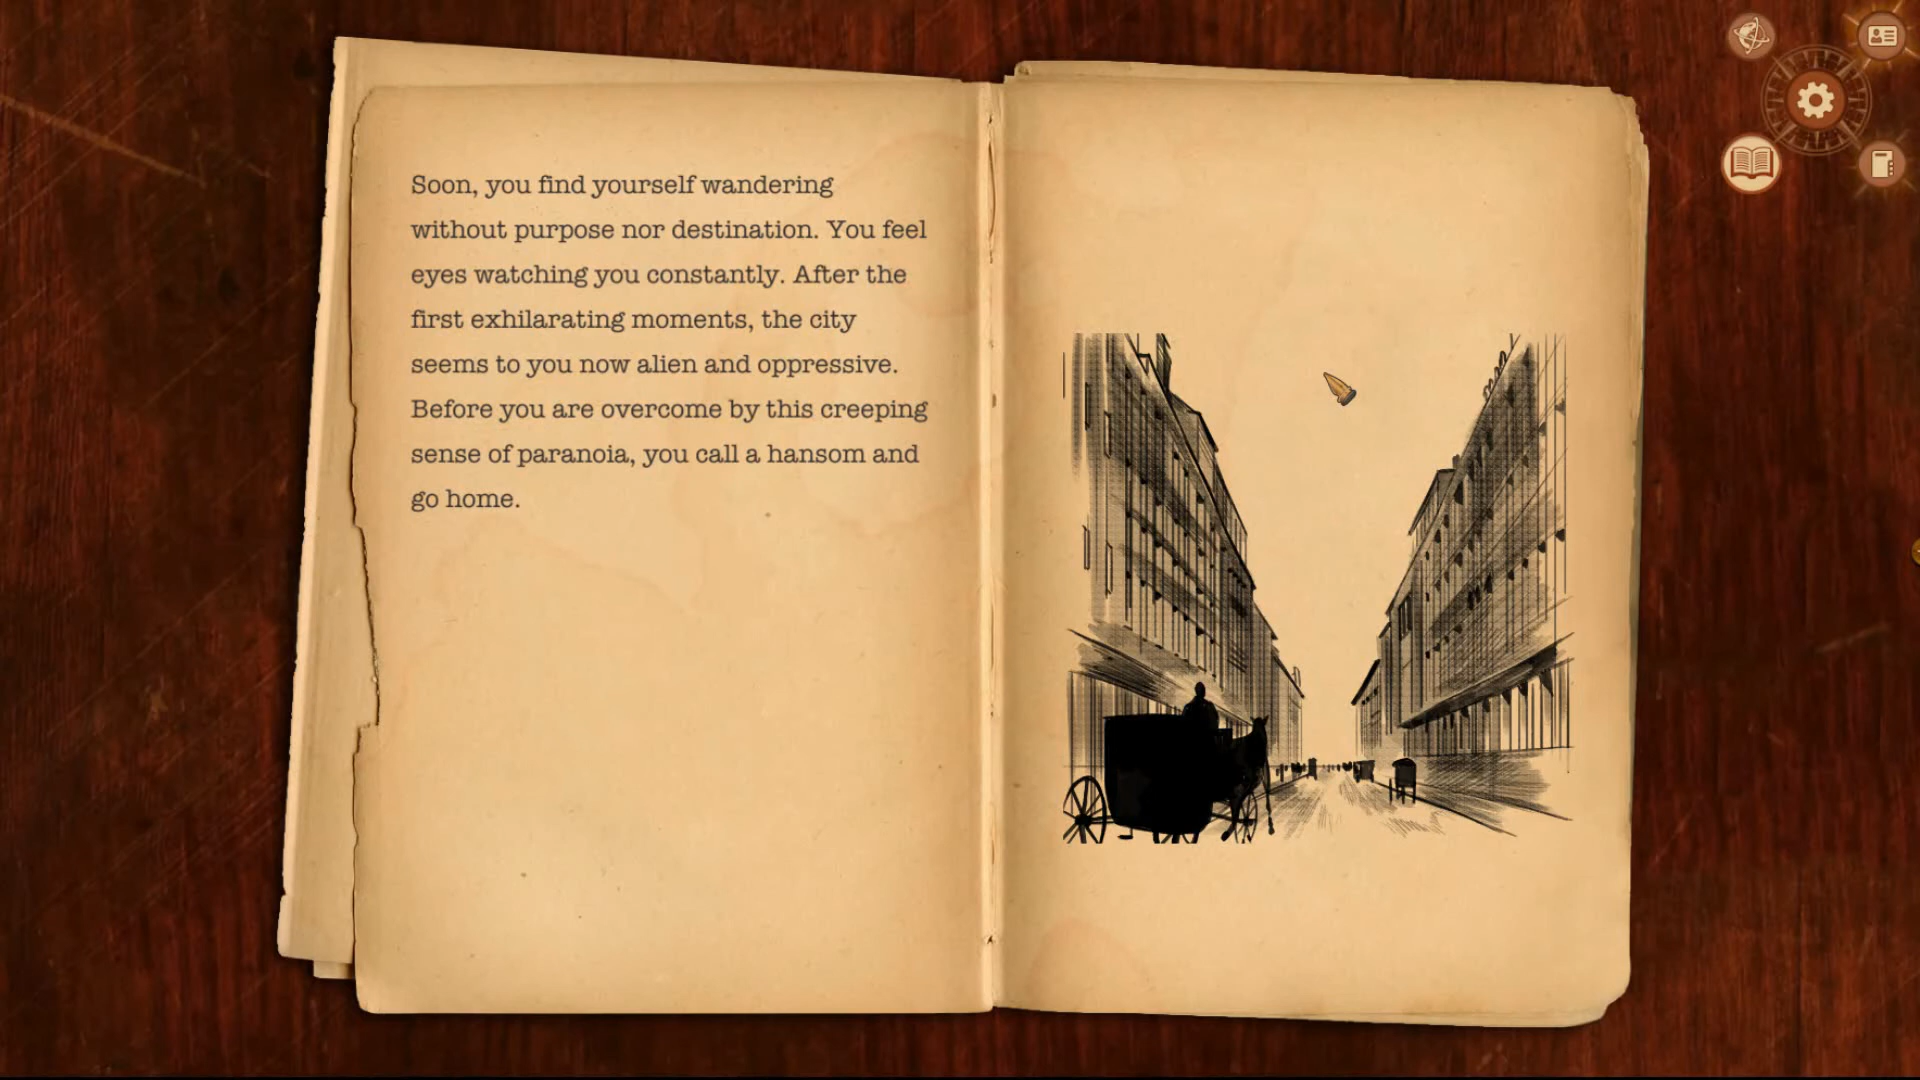 Soon, you find yourself wandering
without purpose nor destination. You feel
eyes watching you constantly. After the
first exhilarating moments, the city
seems to you now alien and oppressive.
Before you are overcome by this creeping
sense of paranoia, you call a hansom and
go home.